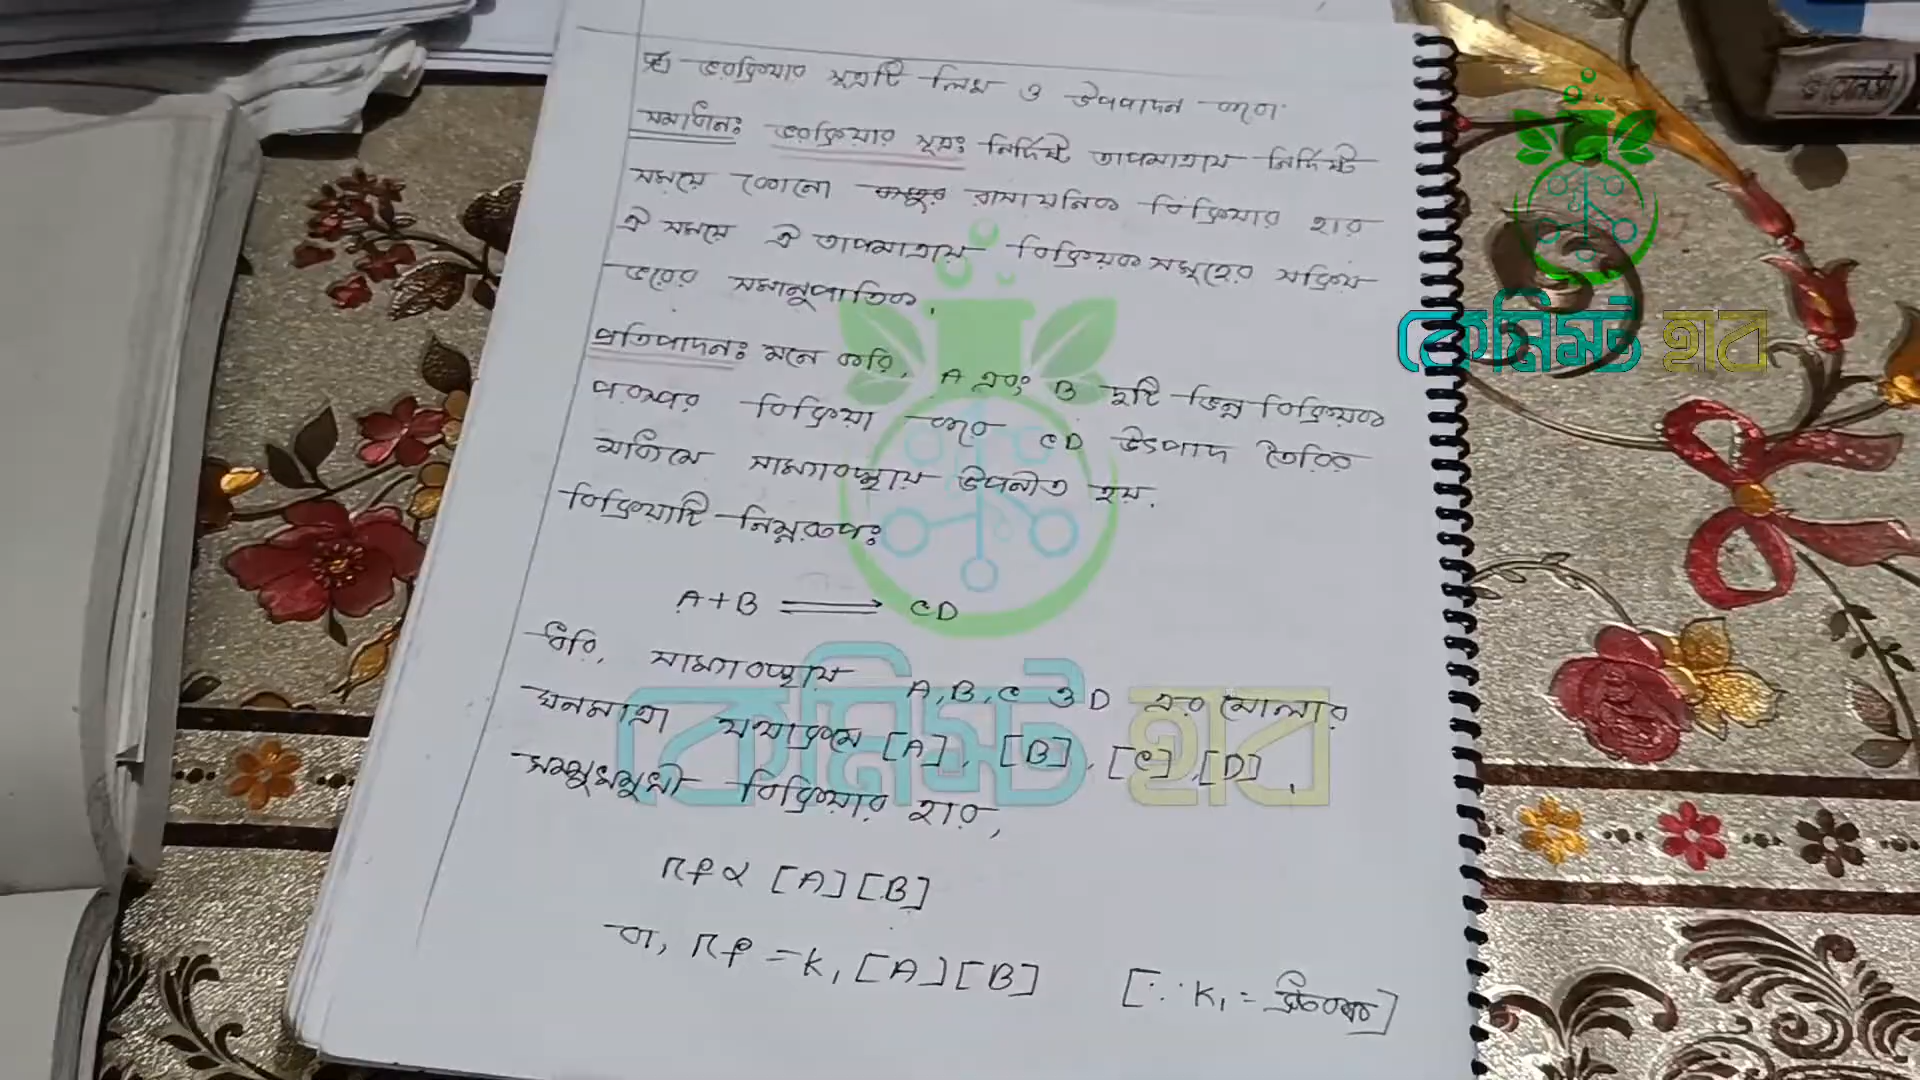 ভরক্রিয়ার সূত্রটি লিখ ও উপপাদন করো।
সমাধানঃ ভরক্রিয়ার সূত্রঃ নির্দিষ্ট তাপমাত্রায় নির্দিষ্ট
সময়ে কোনো রাসায়নিক বিক্রিয়ার হার
ঐ সময়ে ঐ তাপমাত্রায় বিক্রিয়ক সমূহের সক্রিয়
ভরের সমানুপাতিক.
প্রতিপাদনঃ মনে করি, A এবং B দুটি ভিন্ন বিক্রিয়ক
পরস্পর বিক্রিয়া করে CD উৎপাদ তৈরির
মাধ্যমে সাম্যাবস্থায় উপনীত হয়.
বিক্রিয়াটি নিম্নরূপঃ
A+B ⇌ CD
ধরি, সাম্যাবস্থায় A, B, C ও D এর মোলার
ঘনমাত্রা যথাক্রমে [A], [B], [C], [D].
সম্মুখমুখী বিক্রিয়ার হার,
rf ∝ [A][B]
বা, rf = K₁ [A][B] [∵ K₁ = ধ্রুবক]
কেমিস্ট হাব
কেমিস্ট হাব